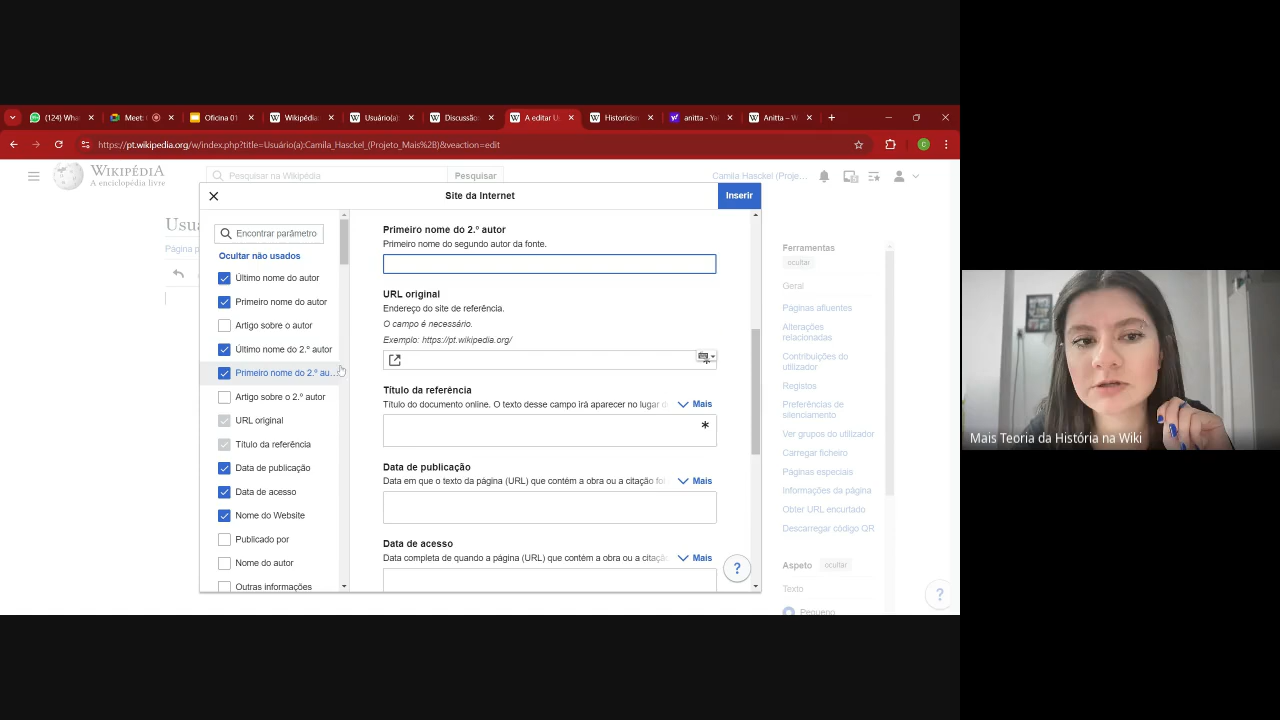 (124) Wha
Meet:
Oficina 01
Wikipédia
Usuário(a):
Discussão
A editar Us
Historicis
anitta - Ya
Anitta – W
https://pt.wikipedia.org/w/index.php?title=Usuário(a):Camila_Hasckel_(Projeto_Mais%2B)&veaction=edit
WIKIPÉDIA
A enciclopédia livre
Pesquisar na Wikipédia
Pesquisar
Camila Hasckel (Proje...
Site da Internet
Inserir
Usu
Página p
Encontrar parâmetro
Ocultar não usados
Último nome do autor
Primeiro nome do autor
Artigo sobre o autor
Último nome do 2.º autor
Primeiro nome do 2.º au...
Artigo sobre o 2.º autor
URL original
Título da referência
Data de publicação
Data de acesso
Nome do Website
Publicado por
Nome do autor
Outras informações
Primeiro nome do 2.º autor
Primeiro nome do segundo autor da fonte.
URL original
Endereço do site de referência.
O campo é necessário.
Exemplo: https://pt.wikipedia.org/
Título da referência
Título do documento online. O texto desse campo irá aparecer no lugar d
Mais
*
Data de publicação
Data em que o texto da página (URL) que contém a obra ou a citação foi
Mais
Data de acesso
Data completa de quando a página (URL) que contém a obra ou a citaçã
Mais
?
Ferramentas
ocultar
Geral
Páginas afluentes
Alterações
relacionadas
Contribuições do
utilizador
Registos
Preferências de
silenciamento
Ver grupos do utilizador
Carregar ficheiro
Páginas especiais
Informações da página
Obter URL encurtado
Descarregar código QR
Aspeto
ocultar
Texto
Pequeno
?
Mais Teoria da História na Wiki